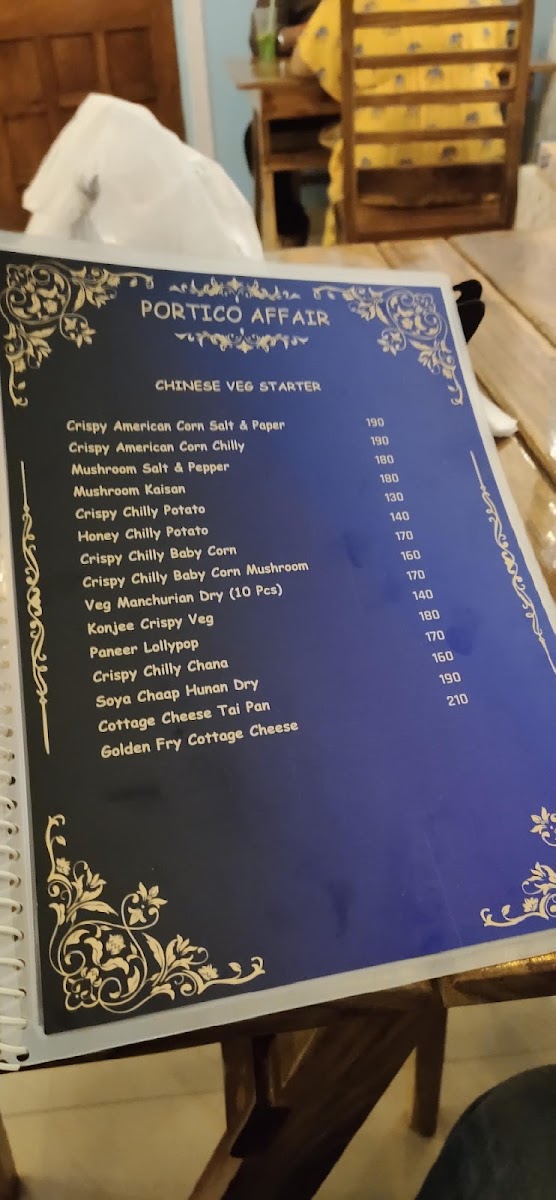 PORTICO AFFAIR
CHINESE VEG STARTER
Crispy American Corn Salt & Paper 190
Crispy American Corn Chilly 190
Mushroom Salt & Pepper 180
Mushroom Kaisan 180
Crispy Chilly Potato 130
Honey Chilly Potato 140
Crispy Chilly Baby Corn 170
Crispy Chilly Baby Corn Mushroom 160
Veg Manchurian Dry (10 Pcs) 170
Konjee Crispy Veg 140
Paneer Lollypop 180
Crispy Chilly Chana 170
Soya Chaap Hunan Dry 160
Cottage Cheese Tai Pan 190
Golden Fry Cottage Cheese 210